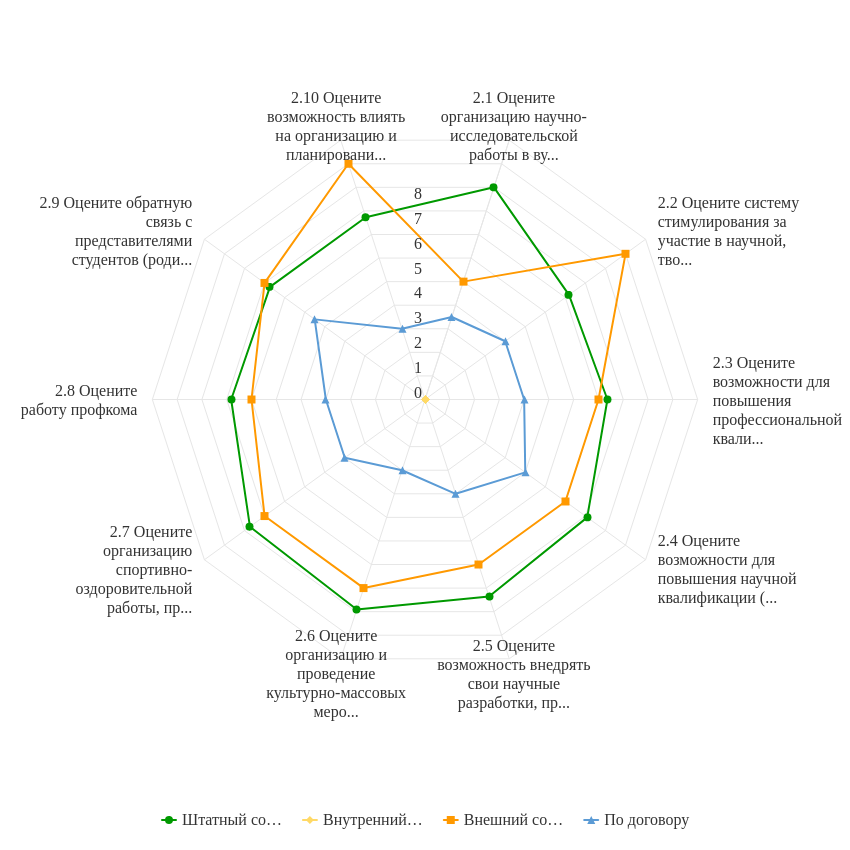 2.10 Оцените
возможность влиять
на организацию и
планировани...
2.1 Оцените
организацию научно-
исследовательской
работы в ву...
2.9 Оцените обратную
связь с
представителями
студентов (роди...
2.2 Оцените систему
стимулирования за
участие в научной,
тво...
8
7
6
5
4
3
2
1
0
2.8 Оцените
работу профкома
2.3 Оцените
возможности для
повышения
профессиональной
квали...
2.7 Оцените
организацию
спортивно-
оздоровительной
работы, пр...
2.4 Оцените
возможности для
повышения научной
квалификации (...
2.6 Оцените
организацию и
проведение
культурно-массовых
меро...
2.5 Оцените
возможность внедрять
свои научные
разработки, пр...
Штатный со… Внутренний… Внешний со… По договору